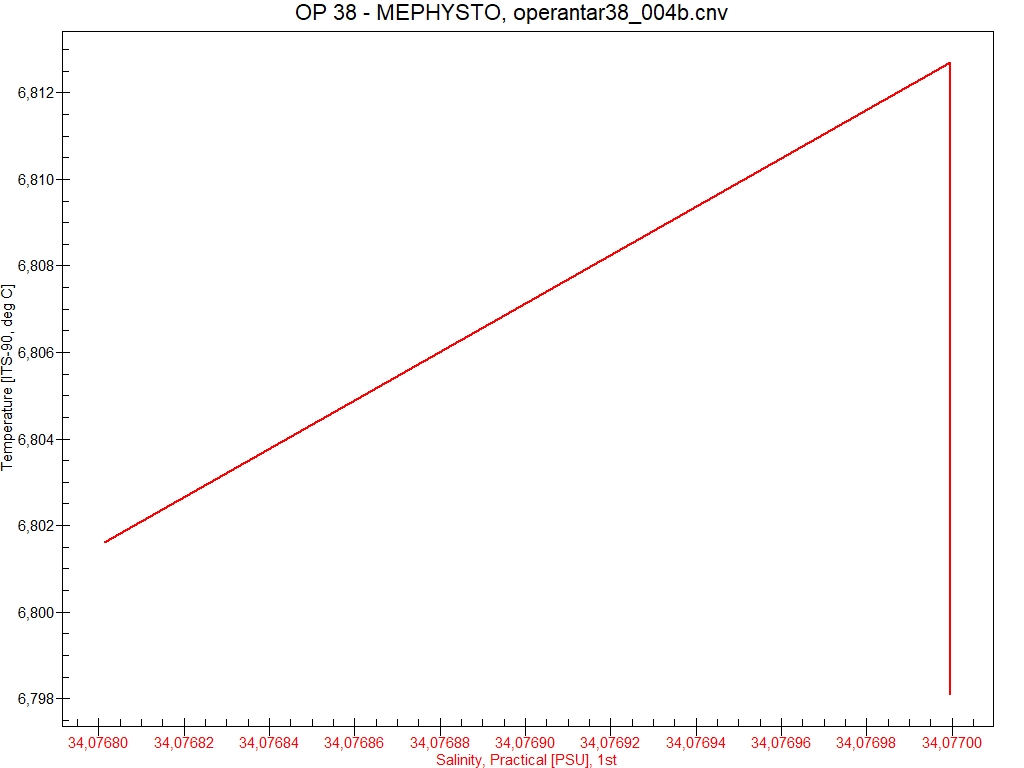 OP 38 - MEPHYSTO, operantar38_004b.cnv
Temperature [ITS-90, deg C]
6,812
6,810
6,808
6,806
6,804
6,802
6,800
6,798
34,07680 34,07682 34,07684 34,07686 34,07688 34,07690 34,07692 34,07694 34,07696 34,07698 34,07700
Salinity, Practical [PSU], 1st